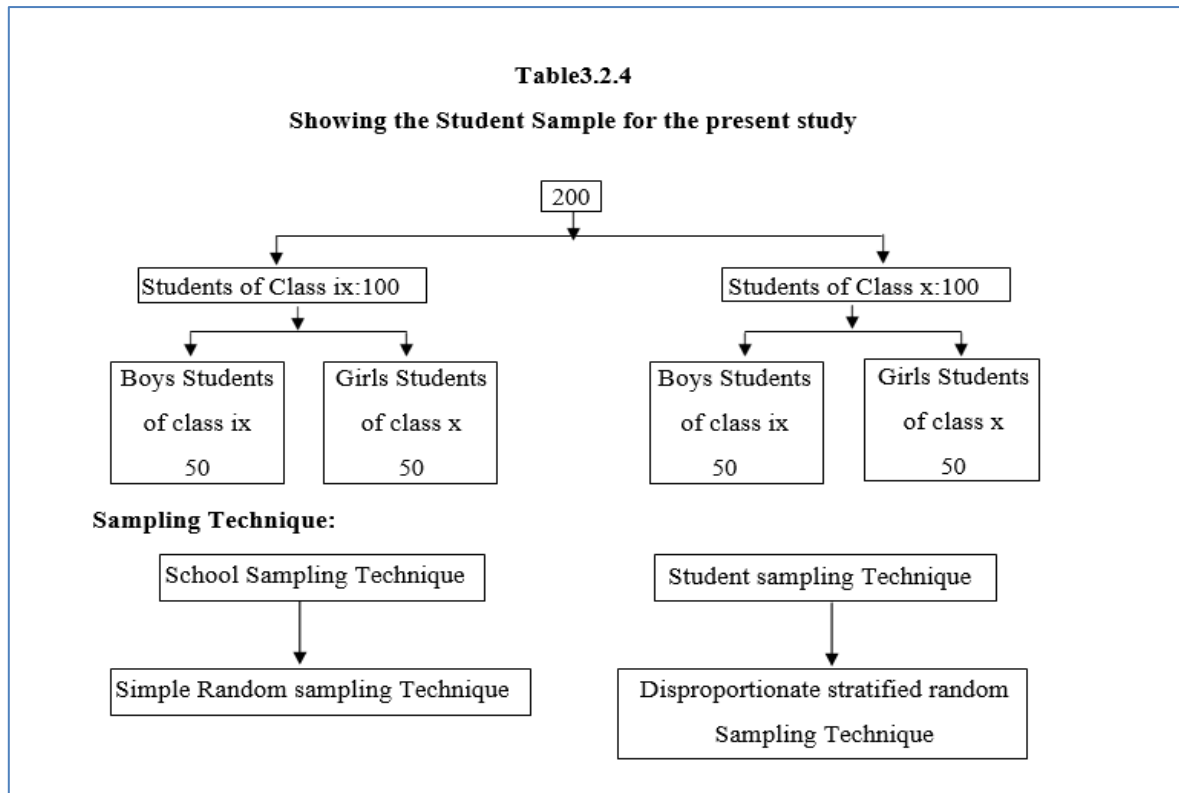 Table3.2.4
Showing the Student Sample for the present study
200
Students of Class ix:100
Students of Class x:100
Boys Students
of class ix
50
Girls Students
of class x
50
Boys Students
of class ix
50
Girls Students
of class x
50
Sampling Technique:
School Sampling Technique
Student sampling Technique
Simple Random sampling Technique
Disproportionate stratified random
Sampling Technique